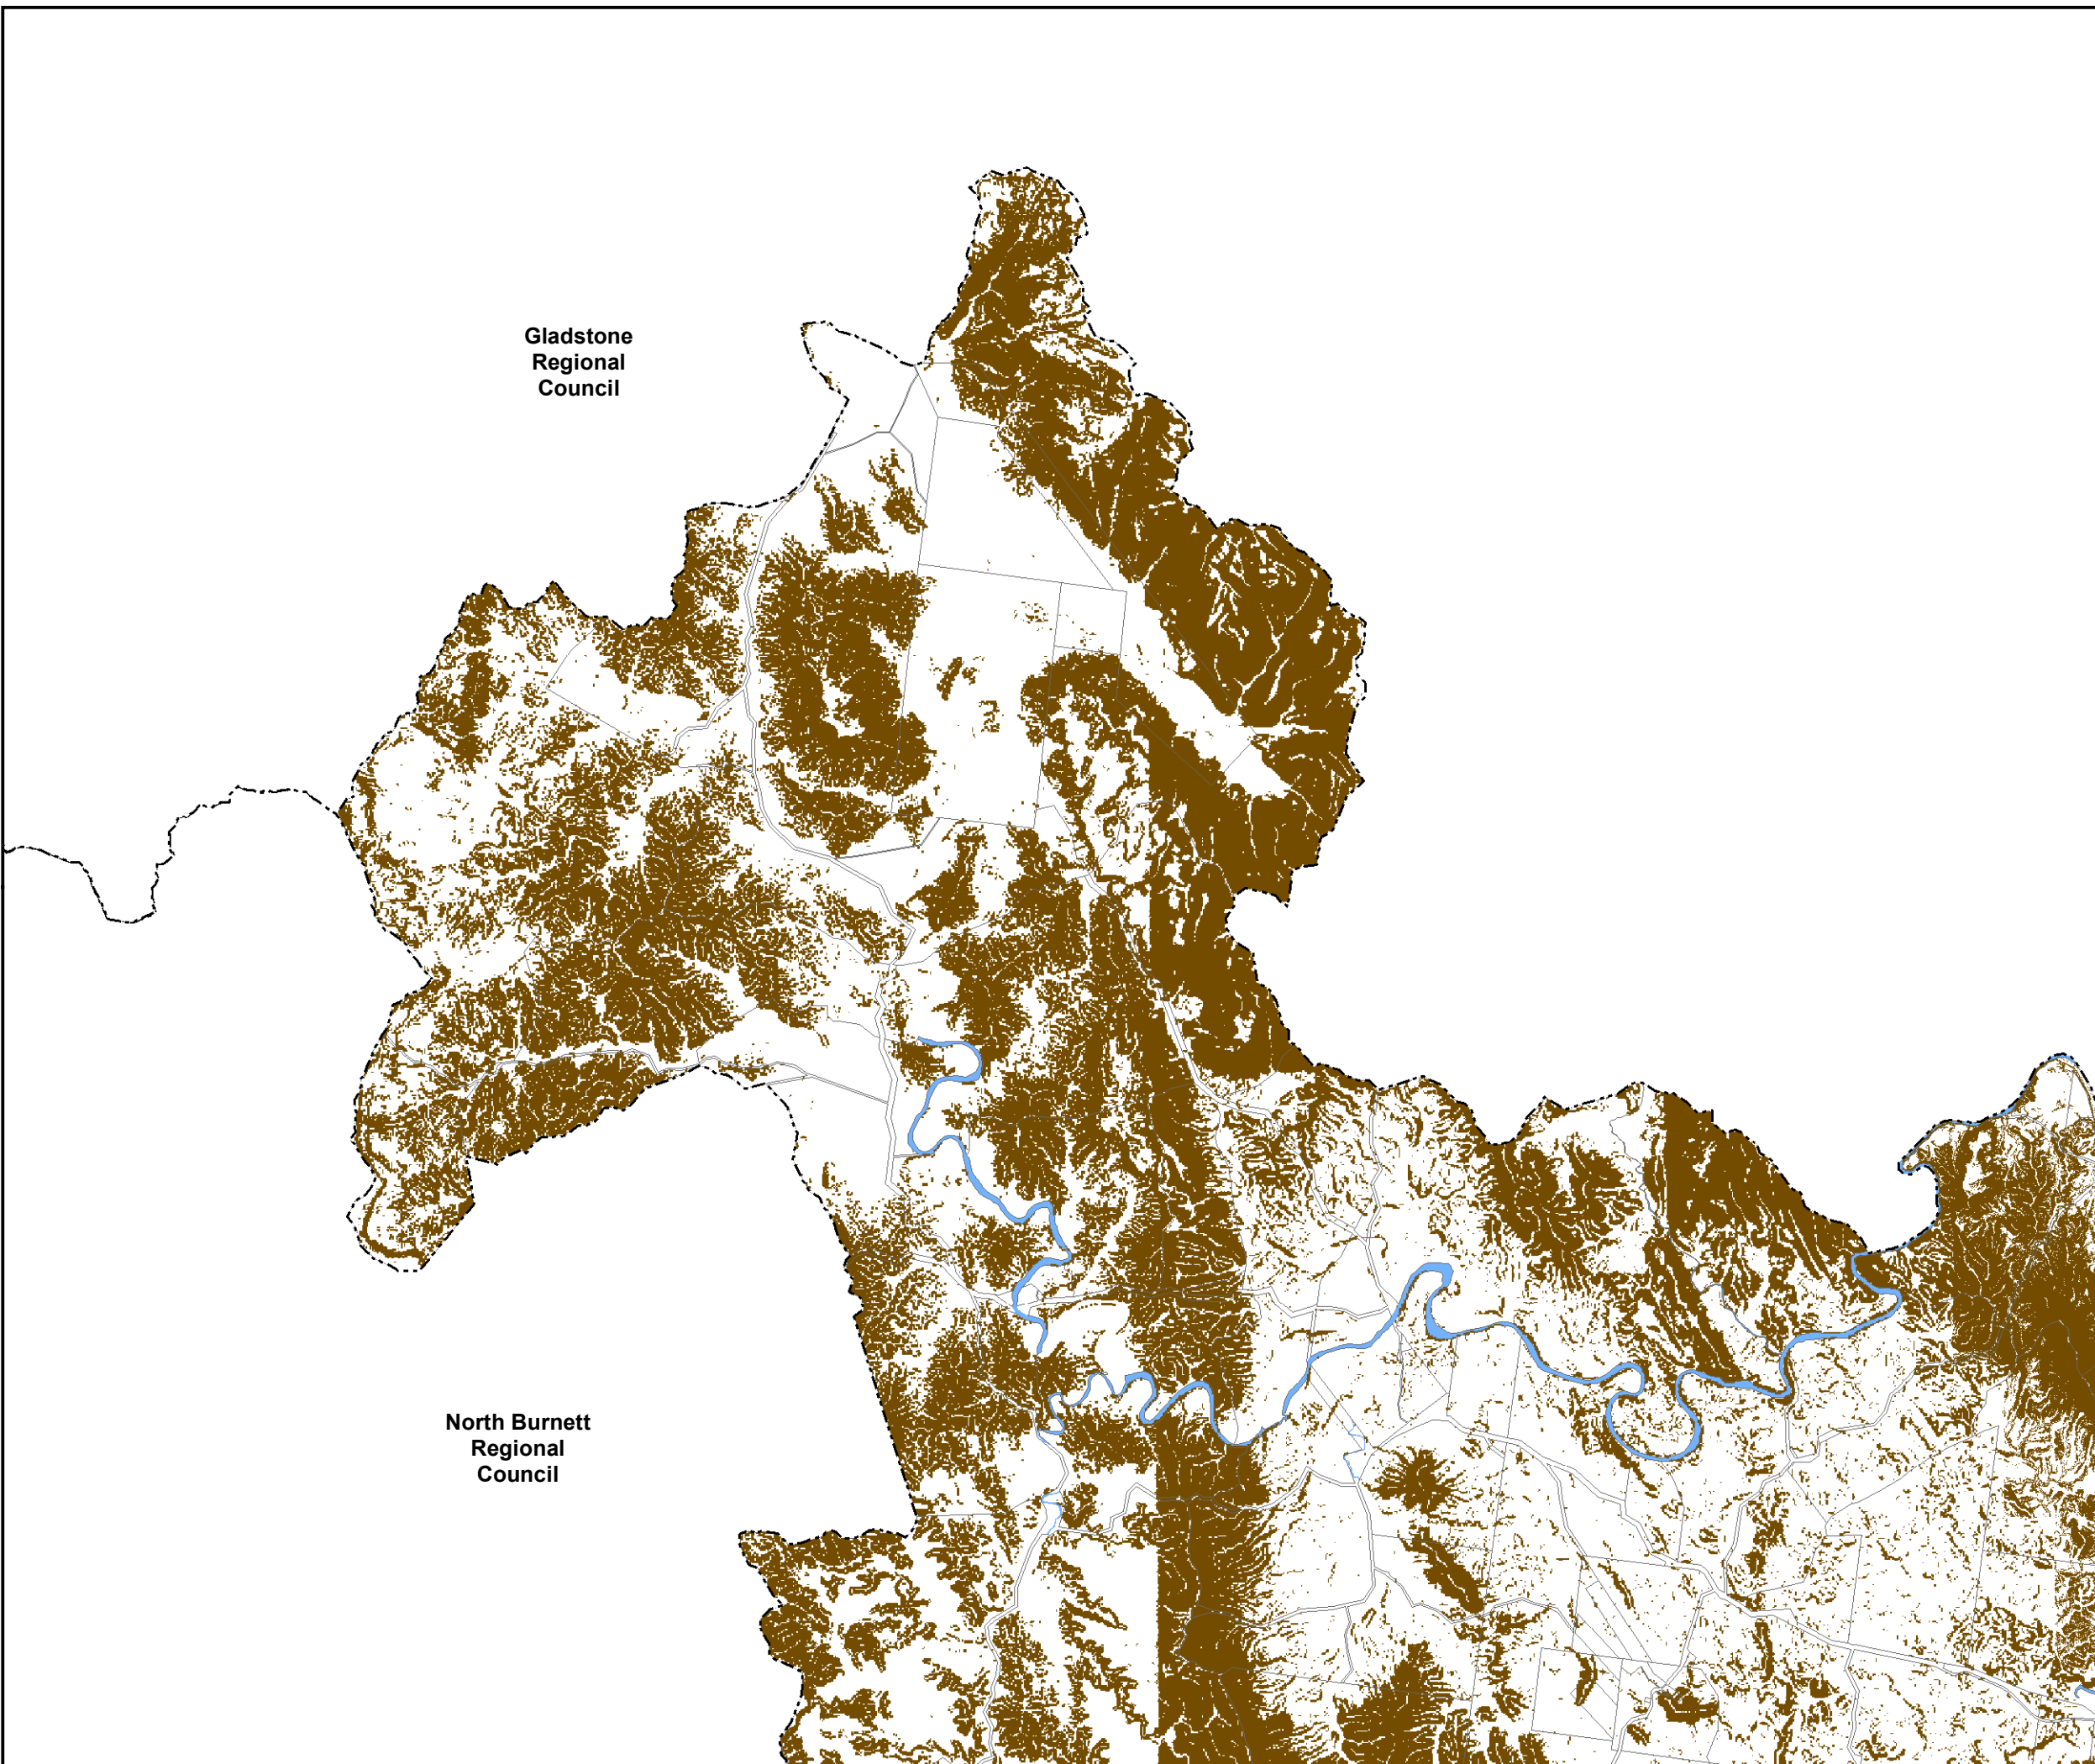 Gladstone
Regional
Council
North Burnett
Regional
Council